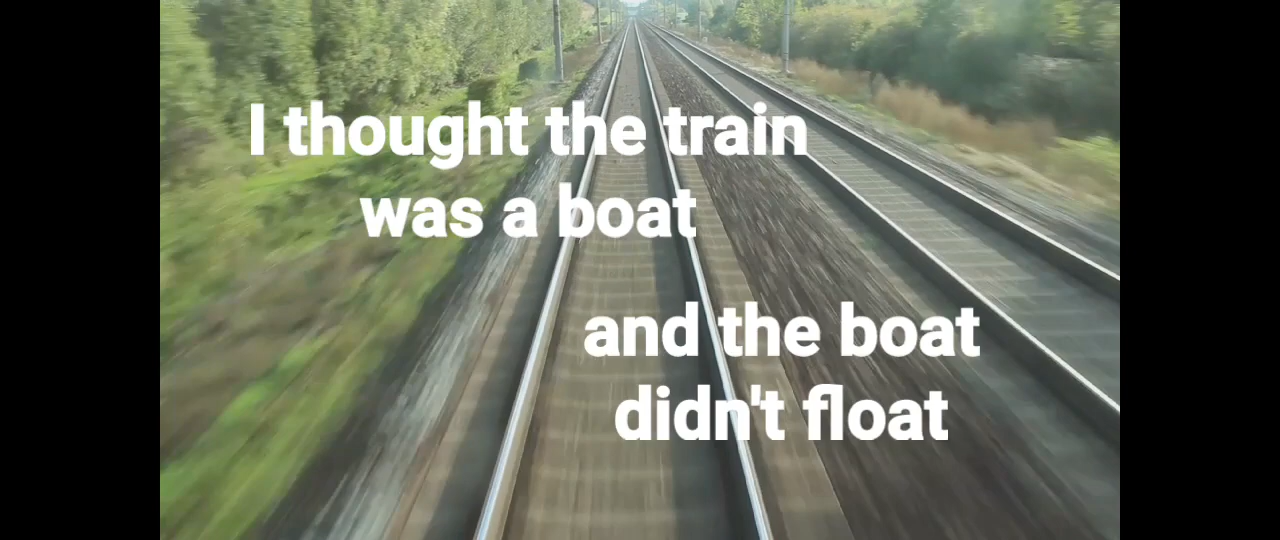 I thought the train
was a boat
and the boat
didn't float